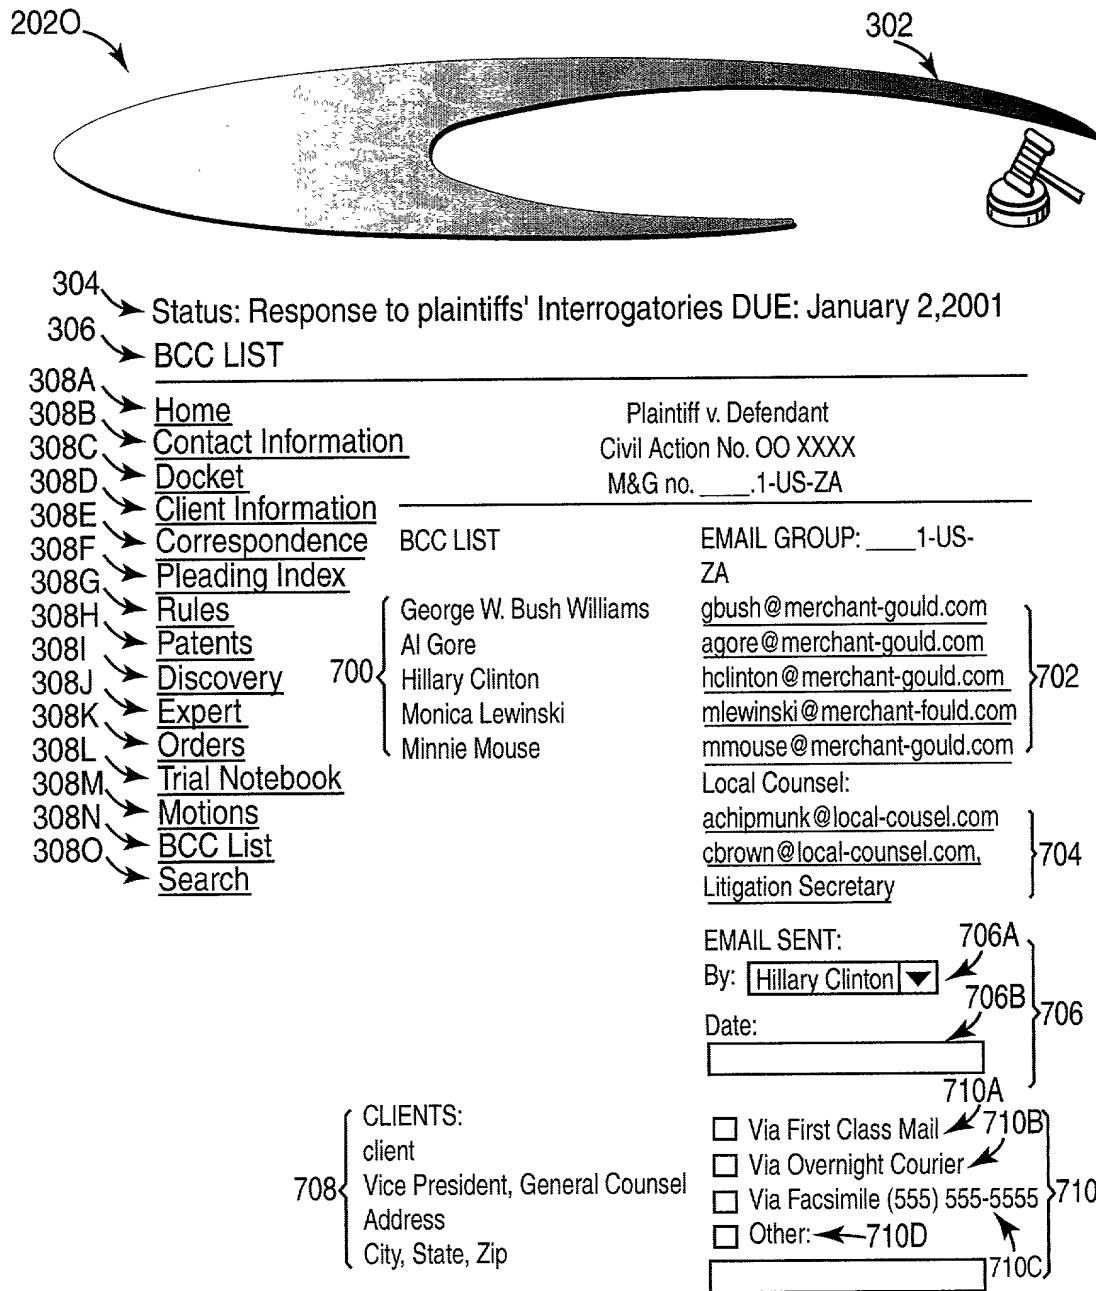 202O
302
304
Status: Response to plaintiffs' Interrogatories DUE: January 2,2001
306
BCC LIST
308A
Home
308B
Contact Information
308C
Docket
308D
Client Information
308E
Correspondence
308F
Pleading Index
308G
Rules
308H
Patents
308I
Discovery
308J
Expert
308K
Orders
308L
Trial Notebook
308M
Motions
308N
BCC List
308O
Search
Plaintiff v. Defendant
Civil Action No. OO XXXX
M&G no. ____.1-US-ZA
BCC LIST
EMAIL GROUP: ____1-US-
ZA
700
George W. Bush Williams
gbush@merchant-gould.com
Al Gore
agore@merchant-gould.com
Hillary Clinton
hclinton@merchant-gould.com
702
Monica Lewinski
mlewinski@merchant-fould.com
Minnie Mouse
mmouse@merchant-gould.com
Local Counsel:
achipmunk@local-cousel.com
cbrown@local-counsel.com,
704
Litigation Secretary
EMAIL SENT:
706A
By: Hillary Clinton
706B
706
Date:
708
CLIENTS:
client
Vice President, General Counsel
Address
City, State, Zip
710A
Via First Class Mail
710B
Via Overnight Courier
Via Facsimile (555) 555-5555
710
Other:
710D
710C